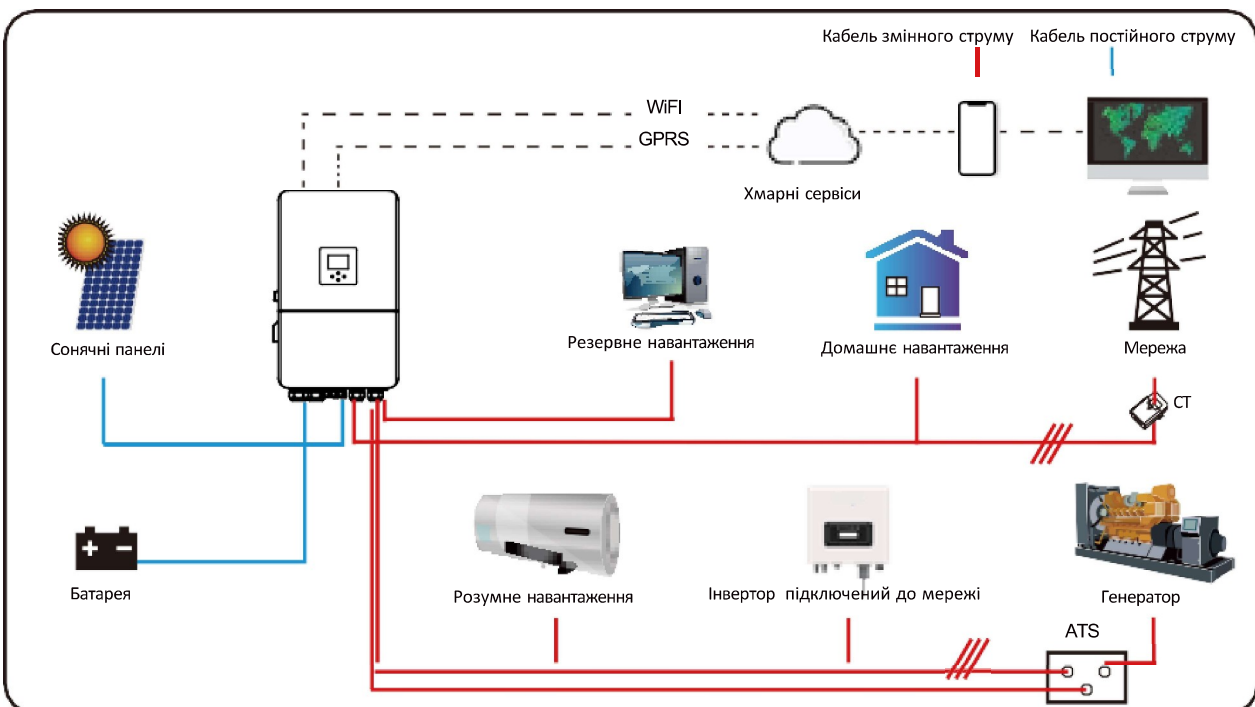 Кабель змінного струму
Кабель постійного струму
WiFI
GPRS
Хмарні сервіси
Сонячні панелі
Резервне навантаження
Домашнє навантаження
Мережа
CT
Батарея
Розумне навантаження
Інвертор підключений до мережі
Генератор
ATS